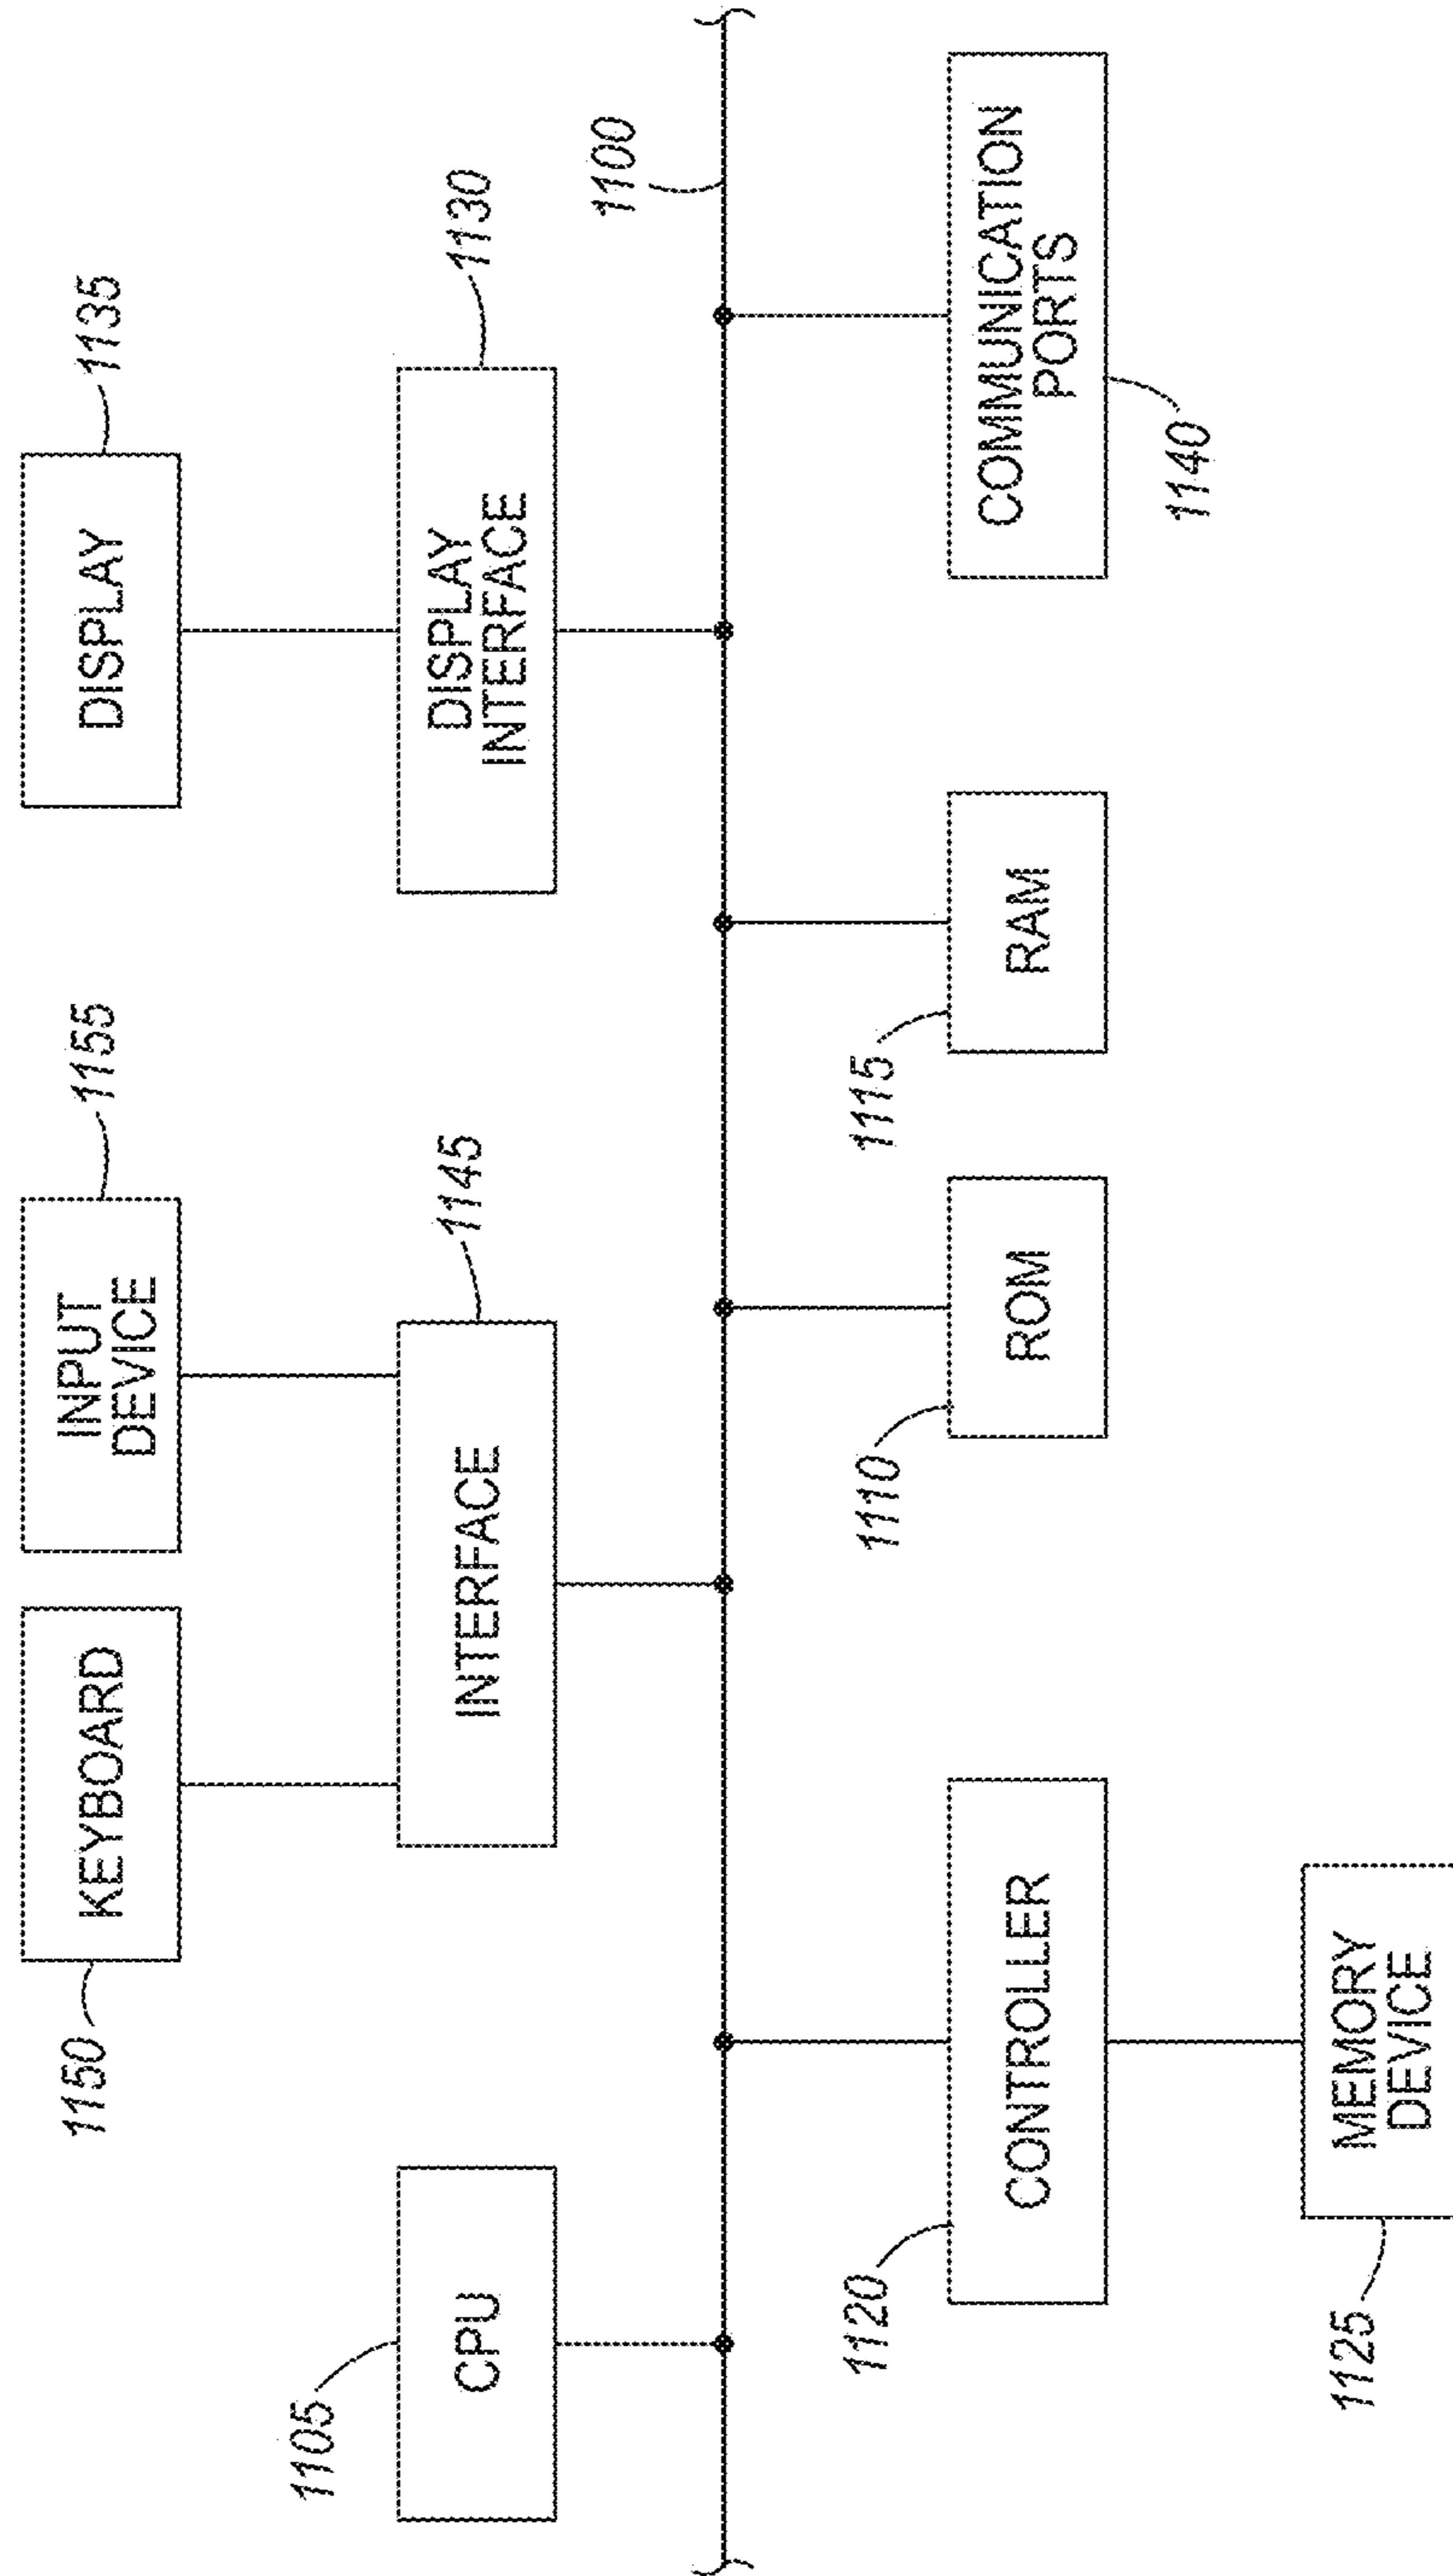 1150
KEYBOARD
INPUT
DEVICE
1155
DISPLAY
1135
1105
CPU
INTERFACE
1145
DISPLAY
INTERFACE
1130
1100
1120
CONTROLLER
1110
ROM
1115
RAM
COMMUNICATION
PORTS
1140
1125
MEMORY
DEVICE